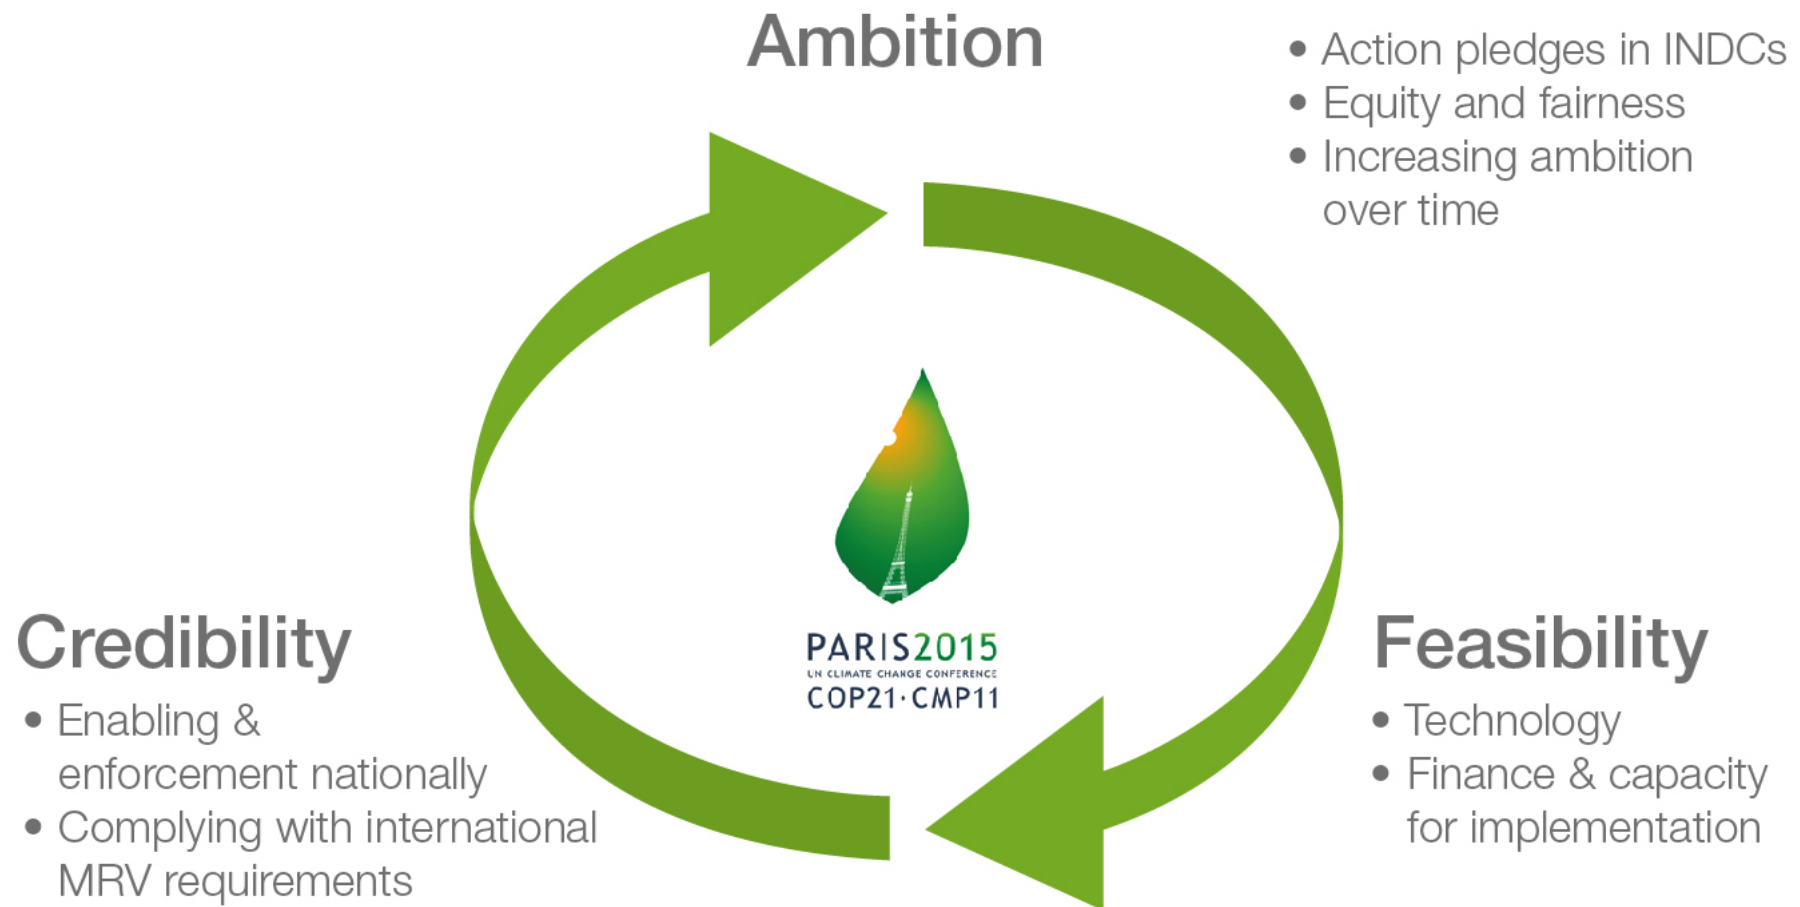 Ambition
• Action pledges in INDCs
• Equity and fairness
• Increasing ambition
over time
Credibility
• Enabling &
enforcement nationally
• Complying with international
MRV requirements
PARIS2015
UN CLIMATE CHANGE CONFERENCE
COP21·CMP11
Feasibility
• Technology
• Finance & capacity
for implementation